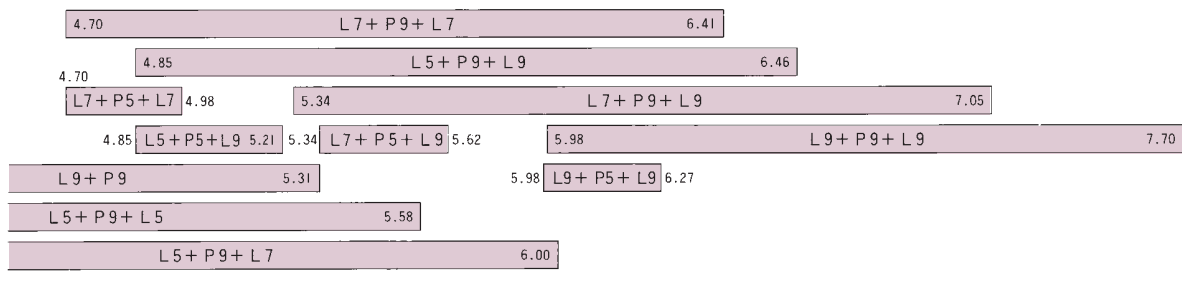 4.70 L7+P9+L7 6.41
4.85 L5+P9+L9 6.46
4.70
L7+P5+L7 4.98 5.34 L7+P9+L9 7.05
4.85 L5+P5+L9 5.21 5.34 L7+P5+L9 5.62 5.98 L9+P9+L9 7.70
L9+P9 5.31 5.98 L9+P5+L9 6.27
L5+P9+L5 5.58
L5+P9+L7 6.00